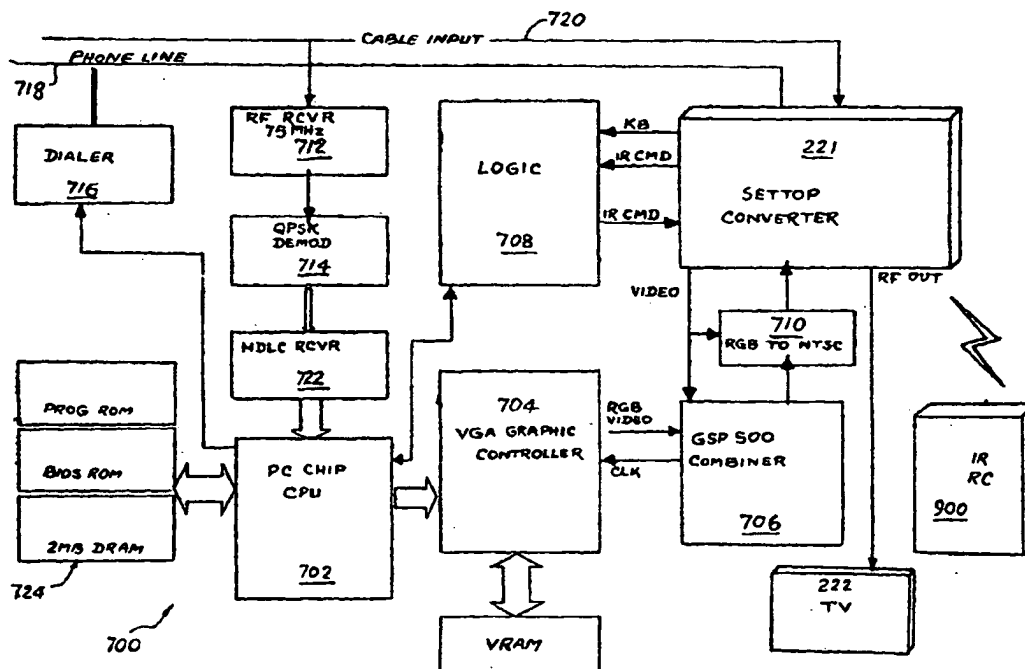 720
CABLE INPUT
PHONE LINE
718
DIALER
716
RF RCVR
75 MHz
712
QPSK
DEMOD
714
HDLC RCVR
722
LOGIC
708
KB
IR CMD
IR CMD
221
SETTOP
CONVERTER
VIDEO
RF OUT
710
RGB TO NTSC
PROG ROM
BIOS ROM
2MB DRAM
724
700
PC CHIP
CPU
702
704
VGA GRAPHIC
CONTROLLER
RGB
VIDEO
CLK
GSP 500
COMBINER
706
VRAM
IR
RC
900
222
TV